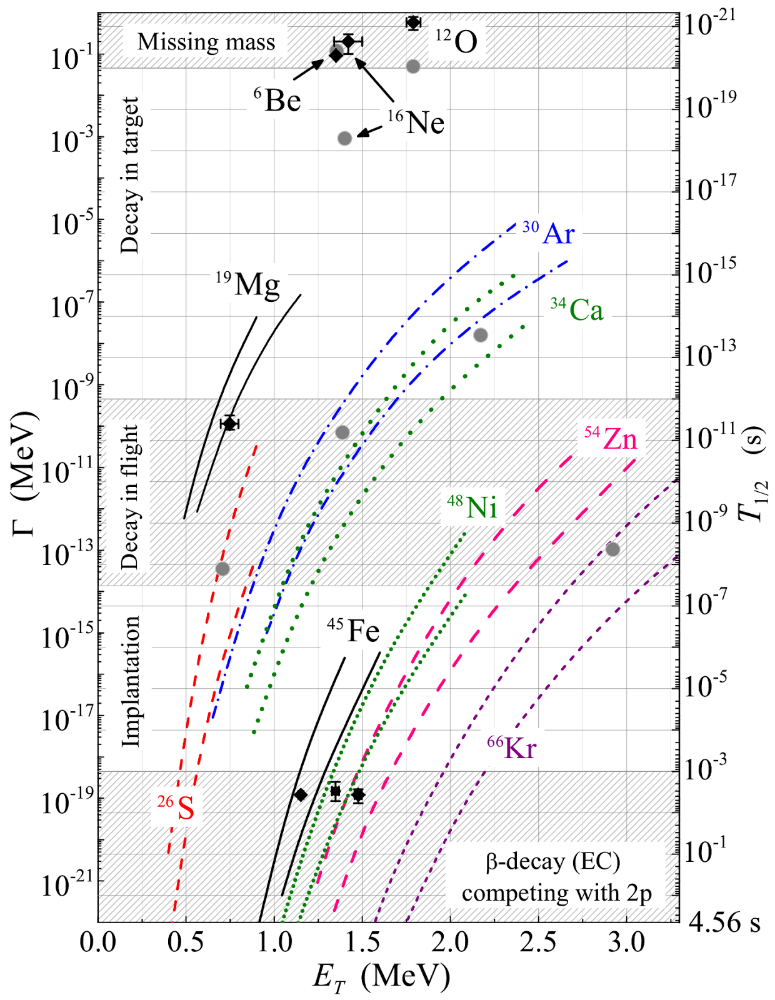 Missing mass
¹²O
⁶Be
¹⁶Ne
Decay in target
³⁰Ar
¹⁹Mg
³⁴Ca
Decay in flight
⁵⁴Zn
⁴⁸Ni
⁴⁵Fe
Implantation
⁶⁶Kr
²⁶S
β-decay (EC)
competing with 2p
Γ (MeV)
10⁻¹
10⁻³
10⁻⁵
10⁻⁷
10⁻⁹
10⁻¹¹
10⁻¹³
10⁻¹⁵
10⁻¹⁷
10⁻¹⁹
10⁻²¹
10⁻²¹
10⁻¹⁹
10⁻¹⁷
10⁻¹⁵
10⁻¹³
10⁻¹¹
10⁻⁹
10⁻⁷
10⁻⁵
10⁻³
10⁻¹
4.56 s
T₁/₂ (s)
0.0 0.5 1.0 1.5 2.0 2.5 3.0
E_T (MeV)